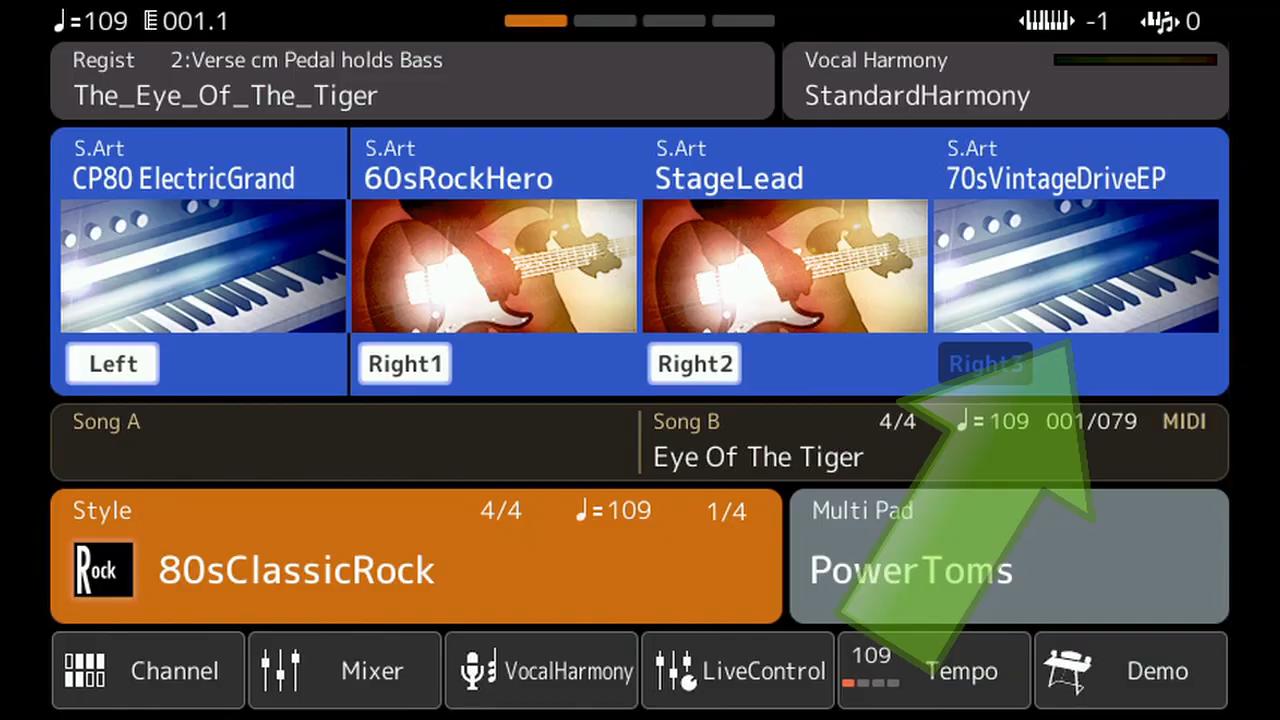 ♩=109 001.1 -1 0
Regist 2:Verse cm Pedal holds Bass
The_Eye_Of_The_Tiger
Vocal Harmony
StandardHarmony
S.Art
CP80 ElectricGrand
Left
S.Art
60sRockHero
Right1
S.Art
StageLead
Right2
S.Art
70sVintageDriveEP
Right3
Song A
Song B 4/4 ♩=109 001/079 MIDI
Eye Of The Tiger
Style 4/4 ♩=109 1/4
Rock 80sClassicRock
Multi Pad
PowerToms
Channel
Mixer
VocalHarmony
LiveControl
109
Tempo
Demo